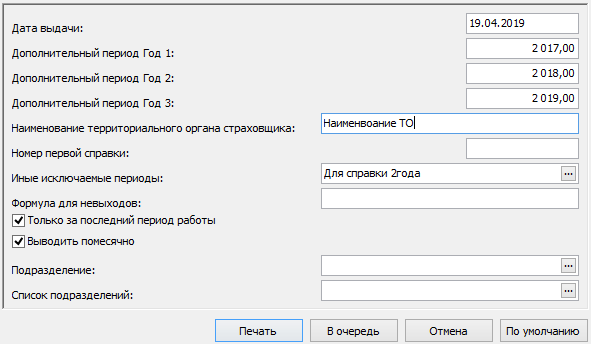 Дата выдачи: 19.04.2019
Дополнительный период Год 1: 2 017,00
Дополнительный период Год 2: 2 018,00
Дополнительный период Год 3: 2 019,00
Наименование территориального органа страховщика: Наименвоание ТО
Номер первой справки:
Иные исключаемые периоды: Для справки 2года ...
Формула для невыходов:
Только за последний период работы
Выводить помесячно
Подразделение: ...
Список подразделений: ...
Печать В очередь Отмена По умолчанию